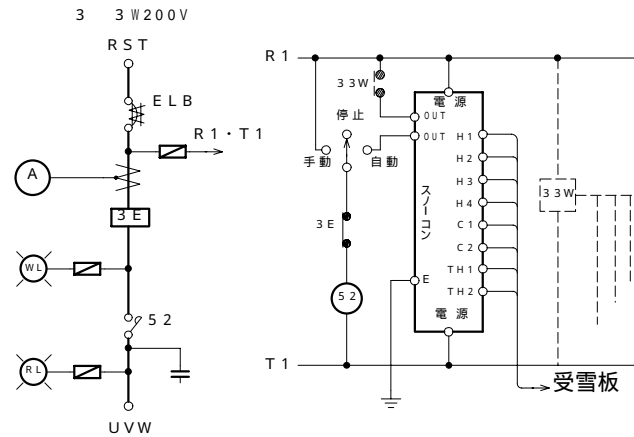 3 3W200V
RST
ELB
R1・T1
A
3E
WL
52
RL
UVW
R1
33W
停止
手動
自動
3E
52
T1
電源
OUT
OUT
スノーコン
E
電源
H1
H2
H3
H4
C1
C2
TH1
TH2
33W
受雪板